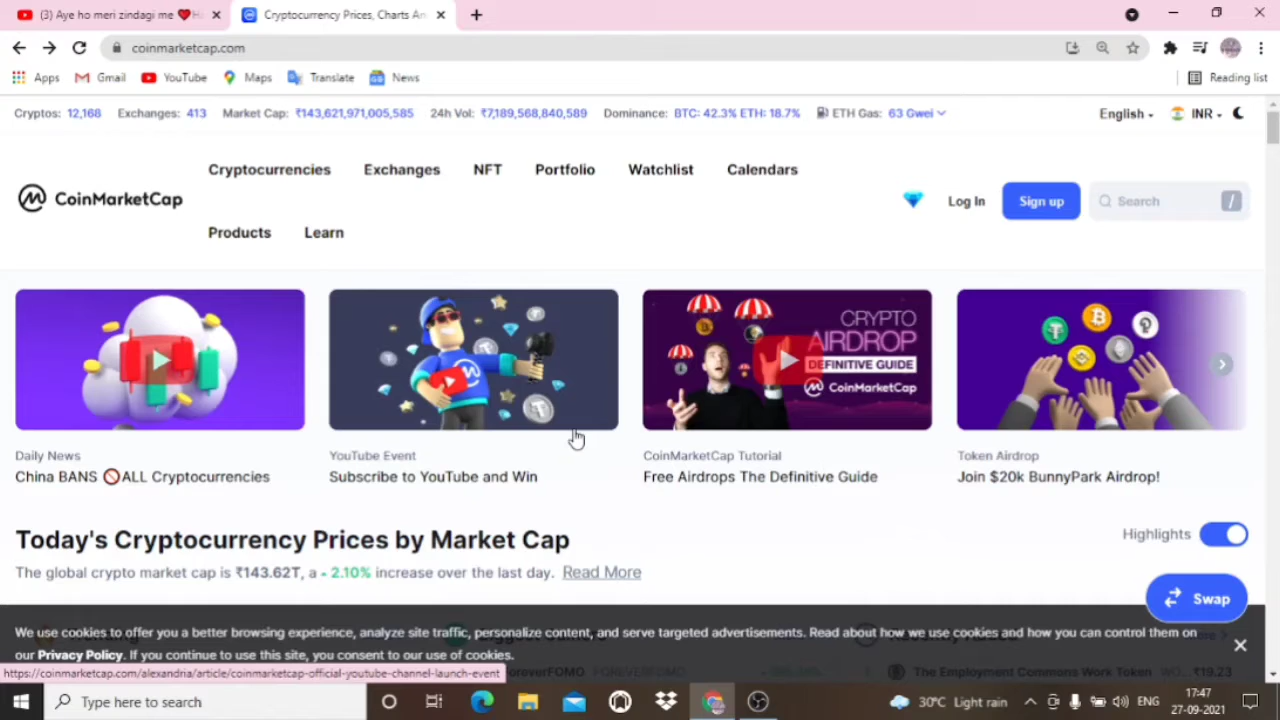 (3) Aye ho meri zindagi me ❤️
Cryptocurrency Prices, Charts An
coinmarketcap.com
Apps Gmail YouTube Maps Translate News Reading list
Cryptos: 12,168 Exchanges: 413 Market Cap: ₹143,621,971,005,585 24h Vol: ₹7,189,568,840,589 Dominance: BTC: 42.3% ETH: 18.7% ETH Gas: 63 Gwei English INR
Cryptocurrencies Exchanges NFT Portfolio Watchlist Calendars
CoinMarketCap
Log In Sign up Search /
Products Learn
CRYPTO
AIRDROP
DEFINITIVE GUIDE
CoinMarketCap
Daily News YouTube Event CoinMarketCap Tutorial Token Airdrop
China BANS 🚫ALL Cryptocurrencies Subscribe to YouTube and Win Free Airdrops The Definitive Guide Join $20k BunnyPark Airdrop!
Today's Cryptocurrency Prices by Market Cap
Highlights
The global crypto market cap is ₹143.62T, a 2.10% increase over the last day. Read More
Swap
We use cookies to offer you a better browsing experience, analyze site traffic, personalize content, and serve targeted advertisements. Read about how we use cookies and how you can control them on
our Privacy Policy. If you continue to use this site, you consent to our use of cookies.
https://coinmarketcap.com/alexandria/article/coinmarketcap-official-youtube-channel-launch-event
ForeverFOMO FOREVERFOMO The Employment Commons Work Token WO... ₹19.23
Type here to search
30°C Light rain ENG
17:47
27-09-2021